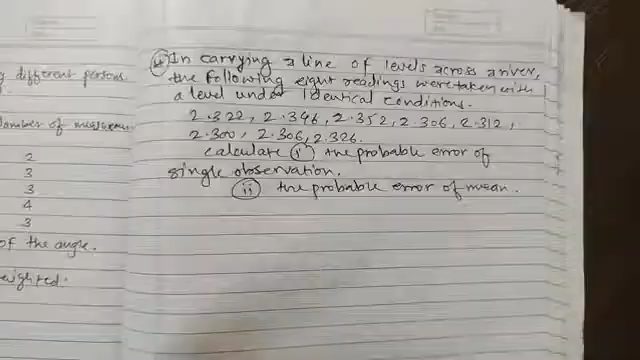 different persons.
Number of
2
3
3
4
3
of the angle.
weighted.
4 In carrying a line of levels across a river,
the following eight readings were taken with
a level under identical conditions.
2.322, 2.346, 2.352, 2.306, 2.312,
2.300, 2.306, 2.326.
calculate (i) the probable error of
single observation.
(ii) the probable error of mean.